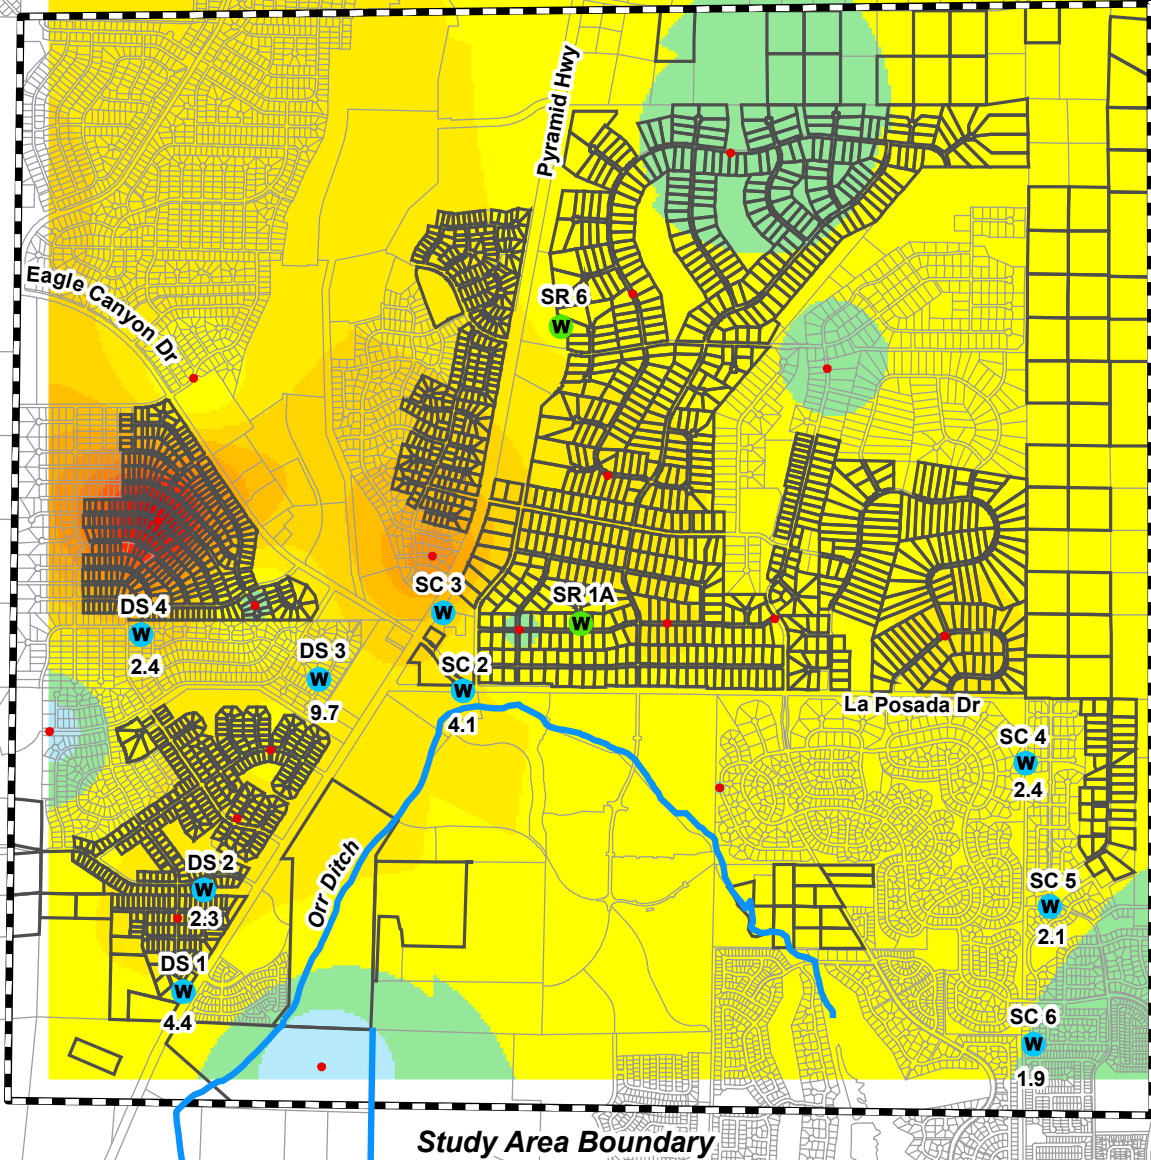 Pyramid Hwy
Eagle Canyon Dr
SR 6
W
SC 3
W
SR 1A
W
DS 4
W
2.4
DS 3
W
9.7
SC 2
W
4.1
La Posada Dr
SC 4
W
2.4
Orr Ditch
DS 2
W
2.3
SC 5
W
2.1
DS 1
W
4.4
SC 6
W
1.9
Study Area Boundary